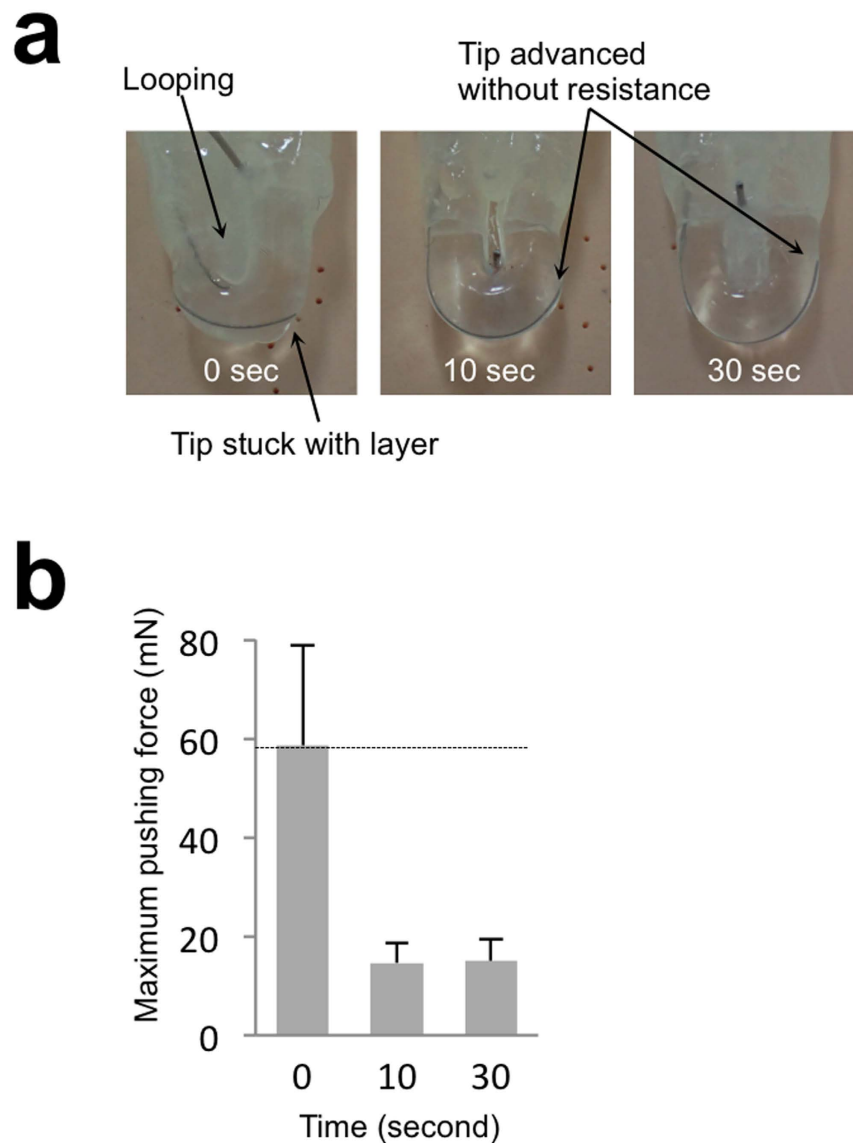 a
Looping
Tip advanced
without resistance
0 sec
10 sec
30 sec
Tip stuck with layer
b
Maximum pushing force (mN)
80
60
40
20
0
0 10 30
Time (second)